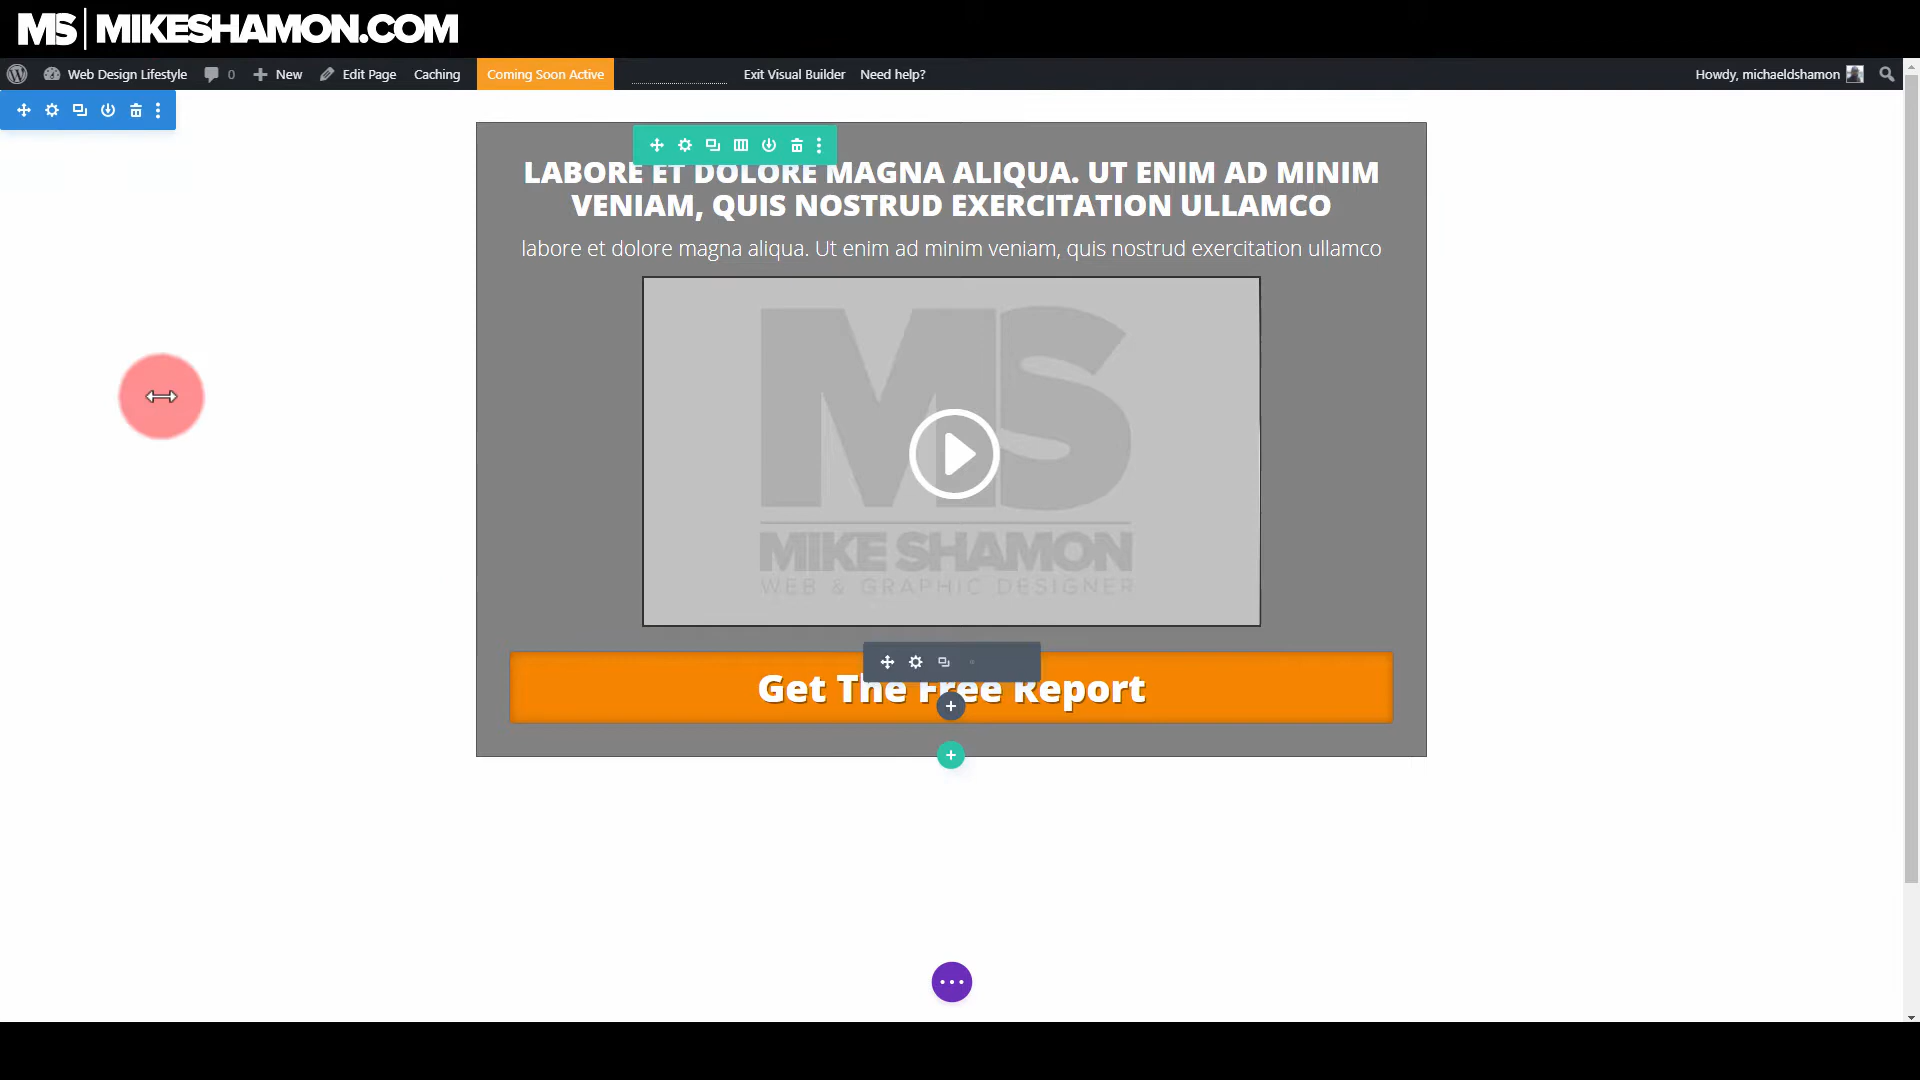 MS | MIKESHAMON.COM
Web Design Lifestyle 0 New Edit Page Caching Coming Soon Active Exit Visual Builder Need help? Howdy, michaeldshamon
LABORE ET DOLORE MAGNA ALIQUA. UT ENIM AD MINIM
VENIAM, QUIS NOSTRUD EXERCITATION ULLAMCO
labore et dolore magna aliqua. Ut enim ad minim veniam, quis nostrud exercitation ullamco
MS
MIKE SHAMON
WEB & GRAPHIC DESIGNER
Get The Free Report